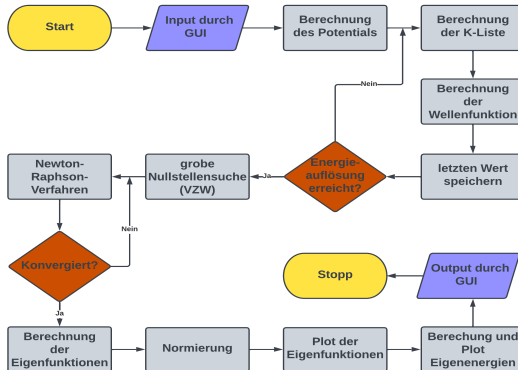 Start
Input durch
GUI
Berechnung
des Potentials
Berechnung
der K-Liste
Nein
Berechnung
der
Wellenfunktion
letzten Wert
speichern
Energie-
auflösung
erreicht?
Ja
grobe
Nullstellensuche
(VZW)
Newton-
Raphson-
Verfahren
Nein
Konvergiert?
Ja
Stopp
Output durch
GUI
Berechnung
der
Eigenfunktionen
Normierung
Plot der
Eigenfunktionen
Berechung und
Plot
Eigenenergien